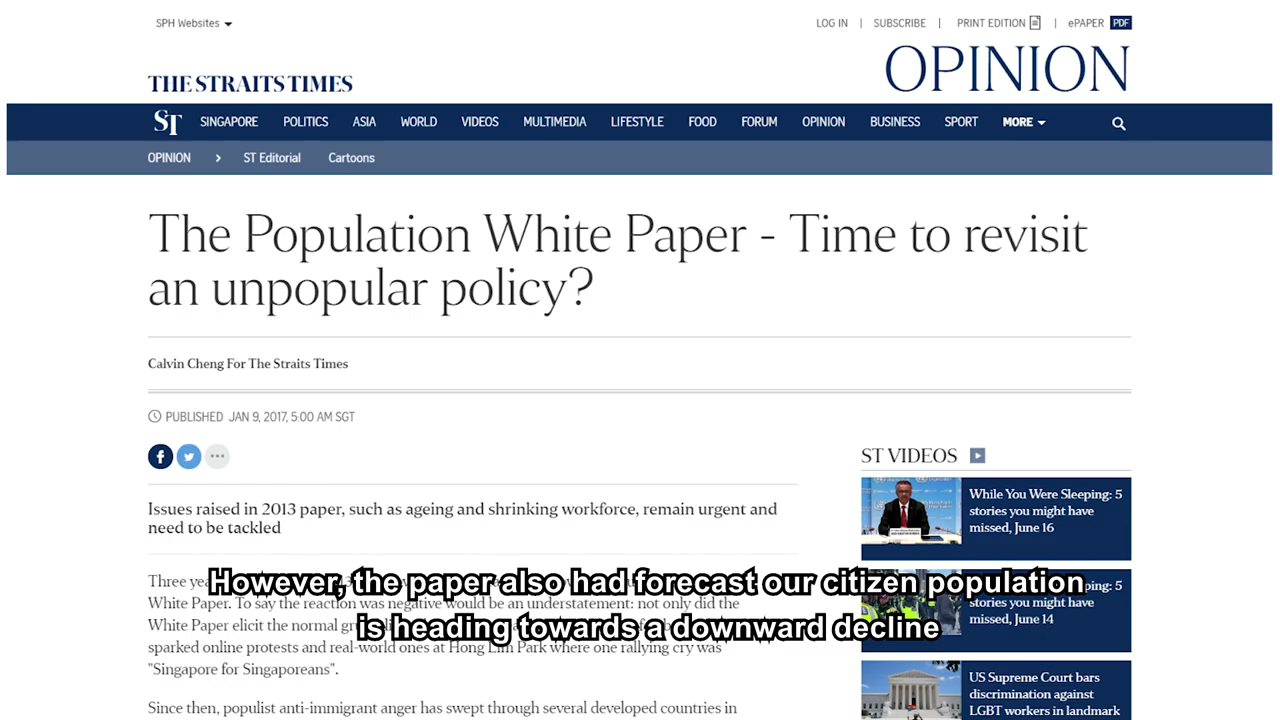 SPH Websites
LOG IN | SUBSCRIBE | PRINT EDITION | ePAPER PDF
THE STRAITS TIMES
OPINION
ST SINGAPORE POLITICS ASIA WORLD VIDEOS MULTIMEDIA LIFESTYLE FOOD FORUM OPINION BUSINESS SPORT MORE
OPINION > ST Editorial Cartoons
The Population White Paper - Time to revisit
an unpopular policy?
Calvin Cheng For The Straits Times
PUBLISHED JAN 9, 2017, 5:00 AM SGT
Issues raised in 2013 paper, such as ageing and shrinking workforce, remain urgent and
need to be tackled
Three
White Paper. To say the reaction was negative would be an understatement: not only did the
White Paper elicit the normal
sparked online protests and real-world ones at Hong Lim Park where one rallying cry was
"Singapore for Singaporeans".
Since then, populist anti-immigrant anger has swept through several developed countries in
ST VIDEOS
While You Were Sleeping: 5
stories you might have
missed, June 16
5
stories you might have
missed, June 14
US Supreme Court bars
discrimination against
LGBT workers in landmark
However, the paper also had forecast our citizen population
is heading towards a downward decline